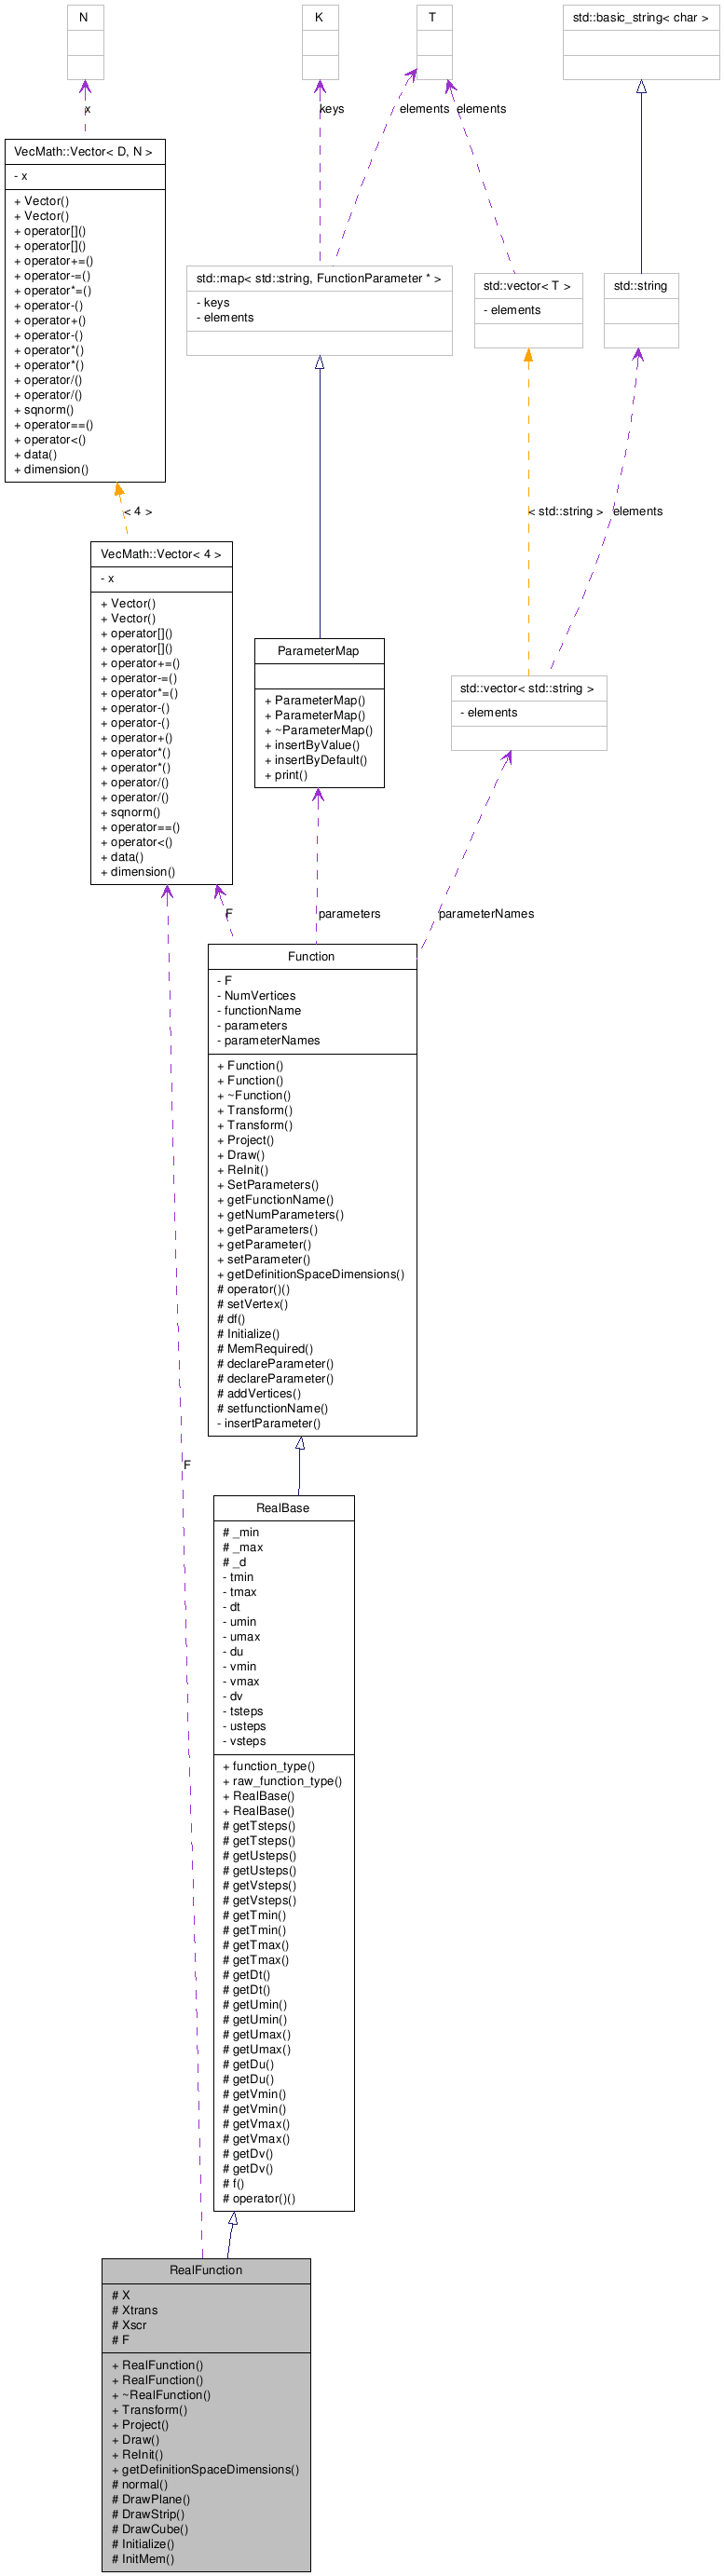 N
K
T
std::basic_string< char >
x
keys
elements
elements
VecMath::Vector< D, N >
- x
+ Vector()
+ Vector()
+ operator[]()
+ operator[]()
+ operator+=()
+ operator-=()
+ operator*=()
+ operator-()
+ operator+()
+ operator-()
+ operator*()
+ operator*()
+ operator/()
+ operator/()
+ sqnorm()
+ operator==()
+ operator<()
+ data()
+ dimension()
std::map< std::string, FunctionParameter * >
- keys
- elements
std::vector< T >
- elements
std::string
< 4 >
< std::string >
elements
VecMath::Vector< 4 >
- x
+ Vector()
+ Vector()
+ operator[]()
+ operator[]()
+ operator+=()
+ operator-=()
+ operator*=()
+ operator-()
+ operator-()
+ operator+()
+ operator*()
+ operator*()
+ operator/()
+ operator/()
+ sqnorm()
+ operator==()
+ operator<()
+ data()
+ dimension()
ParameterMap
+ ParameterMap()
+ ParameterMap()
+ ~ParameterMap()
+ insertByValue()
+ insertByDefault()
+ print()
std::vector< std::string >
- elements
F
parameters
parameterNames
Function
- F
- NumVertices
- functionName
- parameters
- parameterNames
+ Function()
+ Function()
+ ~Function()
+ Transform()
+ Transform()
+ Project()
+ Draw()
+ ReInit()
+ SetParameters()
+ getFunctionName()
+ getNumParameters()
+ getParameters()
+ getParameter()
+ setParameter()
+ getDefinitionSpaceDimensions()
# operator()()
# setVertex()
# df()
# Initialize()
# MemRequired()
# declareParameter()
# declareParameter()
# addVertices()
# setfunctionName()
- insertParameter()
F
RealBase
# _min
# _max
# _d
- tmin
- tmax
- dt
- umin
- umax
- du
- vmin
- vmax
- dv
- tsteps
- usteps
- vsteps
+ function_type()
+ raw_function_type()
+ RealBase()
+ RealBase()
# getTsteps()
# getTsteps()
# getUsteps()
# getUsteps()
# getVsteps()
# getVsteps()
# getTmin()
# getTmin()
# getTmax()
# getTmax()
# getDt()
# getDt()
# getUmin()
# getUmin()
# getUmax()
# getUmax()
# getDu()
# getDu()
# getVmin()
# getVmin()
# getVmax()
# getVmax()
# getDv()
# getDv()
# f()
# operator()()
RealFunction
# X
# Xtrans
# Xscr
# F
+ RealFunction()
+ RealFunction()
+ ~RealFunction()
+ Transform()
+ Project()
+ Draw()
+ ReInit()
+ getDefinitionSpaceDimensions()
# normal()
# DrawPlane()
# DrawStrip()
# DrawCube()
# Initialize()
# InitMem()